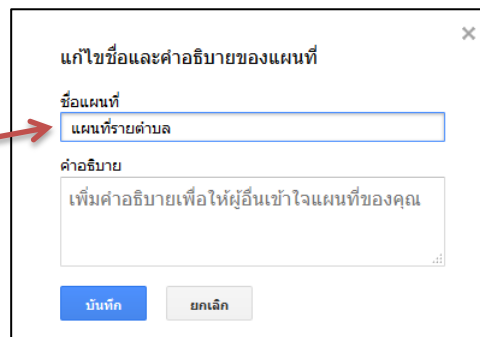 แก้ไขชื่อและคำอธิบายของแผนที่
ชื่อแผนที่
แผนที่รายตำบล
คำอธิบาย
เพิ่มคำอธิบายเพื่อให้ผู้อื่นเข้าใจแผนที่ของคุณ
บันทึก
ยกเลิก